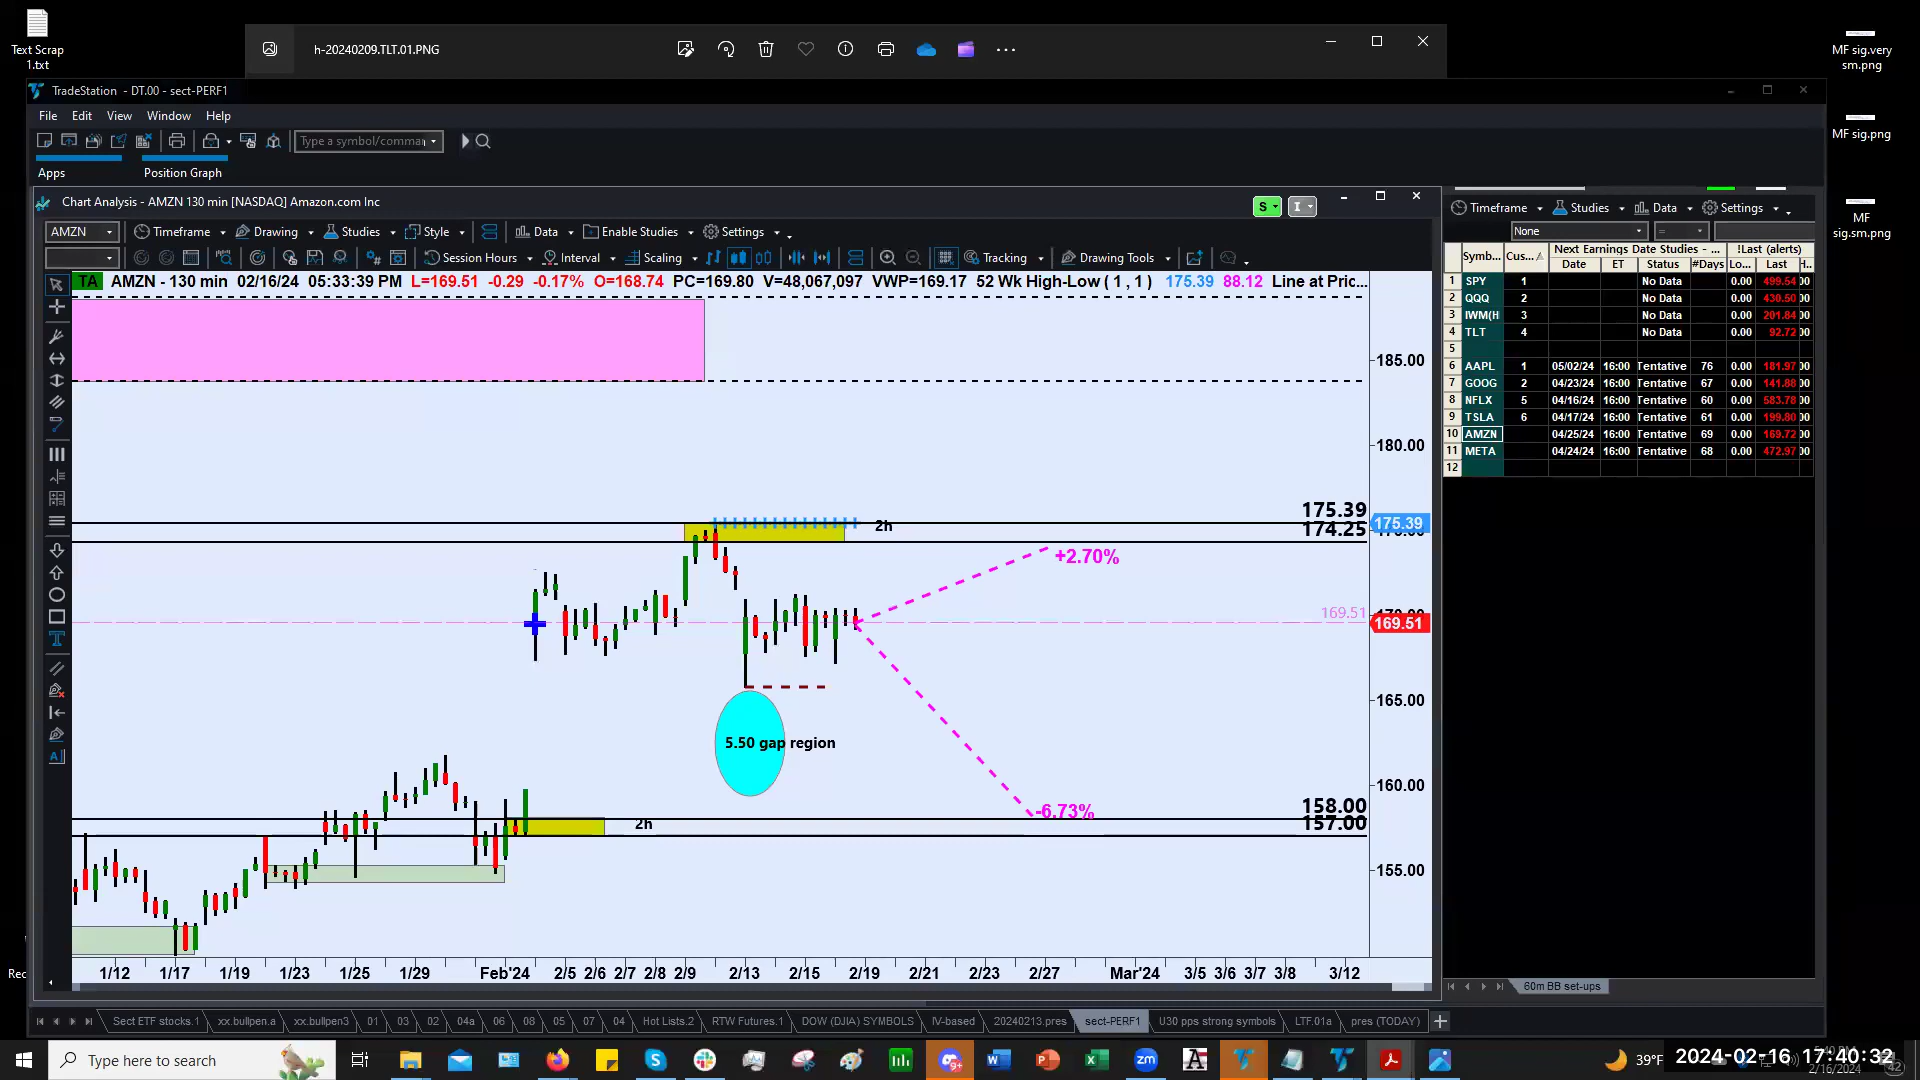 Text Scrap
1.txt
h-20240209.TLT.01.PNG
MF sig.very
sm.png
TradeStation - DT.00 - sect-PERF1
File Edit View Window Help
MF sig.png
Type a symbol/comman
Apps Position Graph
Chart Analysis - AMZN 130 min [NASDAQ] Amazon.com Inc
S I
MF
sig.sm.png
AMZN Timeframe Drawing Studies Style Data Enable Studies Settings
Timeframe Studies Data Settings
None =
Session Hours Interval Scaling Tracking Drawing Tools
TA AMZN - 130 min 02/16/24 05:33:39 PM L=169.51 -0.29 -0.17% O=168.74 PC=169.80 V=48,067,097 VWP=169.17 52 Wk High-Low ( 1 , 1 ) 175.39 88.12 Line at Pric...
Symb... Cus... Next Earnings Date Studies - ... !Last (alerts)
Date ET Status #Days Lo... Last H..
1 SPY 1 No Data 0.00 499.54 00
2 QQQ 2 No Data 0.00 430.50 00
3 IWM(H 3 No Data 0.00 201.84 00
4 TLT 4 No Data 0.00 92.72 00
5
6 AAPL 1 05/02/24 16:00 Tentative 76 0.00 181.97 00
7 GOOG 2 04/23/24 16:00 Tentative 67 0.00 141.88 00
8 NFLX 5 04/16/24 16:00 Tentative 60 0.00 583.78 00
9 TSLA 6 04/17/24 16:00 Tentative 61 0.00 199.80 00
10 AMZN 04/25/24 16:00 Tentative 69 0.00 169.72 00
11 META 04/24/24 16:00 Tentative 68 0.00 472.97 00
12
185.00
180.00
175.39
174.25
175.39
2h
+2.70%
169.51
169.51
165.00
5.50 gap region
160.00
158.00
157.00
-6.73%
2h
155.00
1/12 1/17 1/19 1/23 1/25 1/29 Feb'24 2/5 2/6 2/7 2/8 2/9 2/13 2/15 2/19 2/21 2/23 2/27 Mar'24 3/5 3/6 3/7 3/8 3/12
60m BB set-ups
Sect ETF stocks.1 xx.bullpen.a xx.bullpen3 01 03 02 04a 06 08 05 07 04 Hot Lists.2 RTW Futures.1 DOW (DJIA) SYMBOLS IV-based 20240213.pres sect-PERF1 U30 pps strong symbols LTF.01a pres (TODAY)
Type here to search
39°F
2024-02-16 17:40:32
2/16/2024